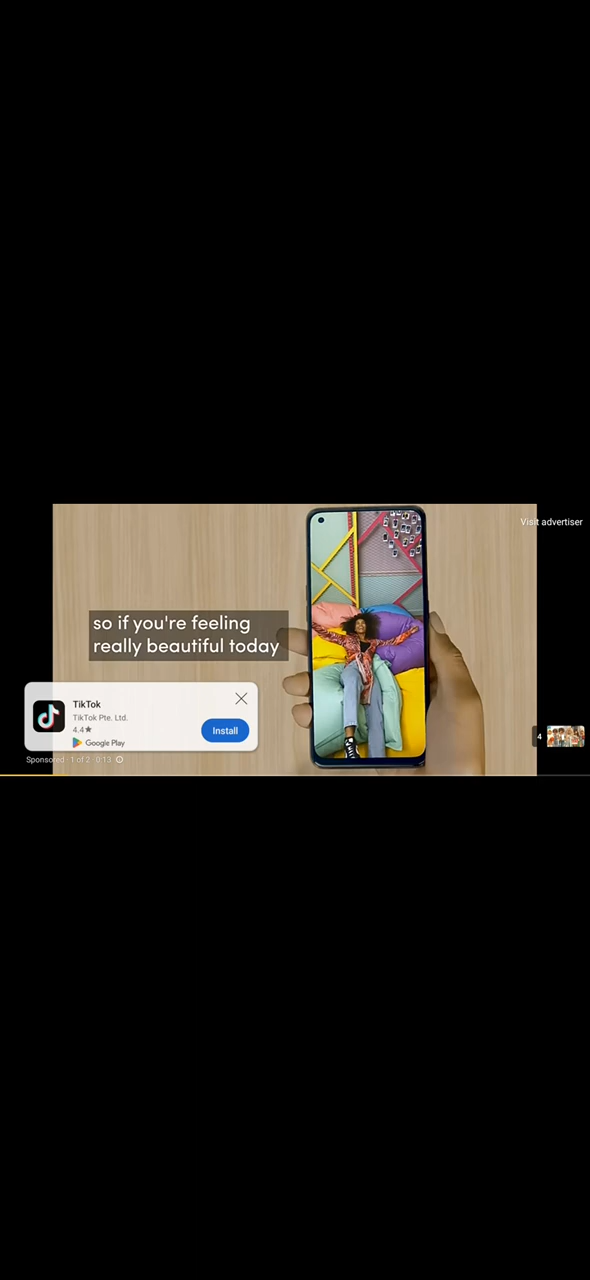 Visit advertiser
so if you're feeling
really beautiful today
TikTok
TikTok Pte. Ltd.
4.4★
Google Play
Install
4
Sponsored · 1 of 2 · 0:13